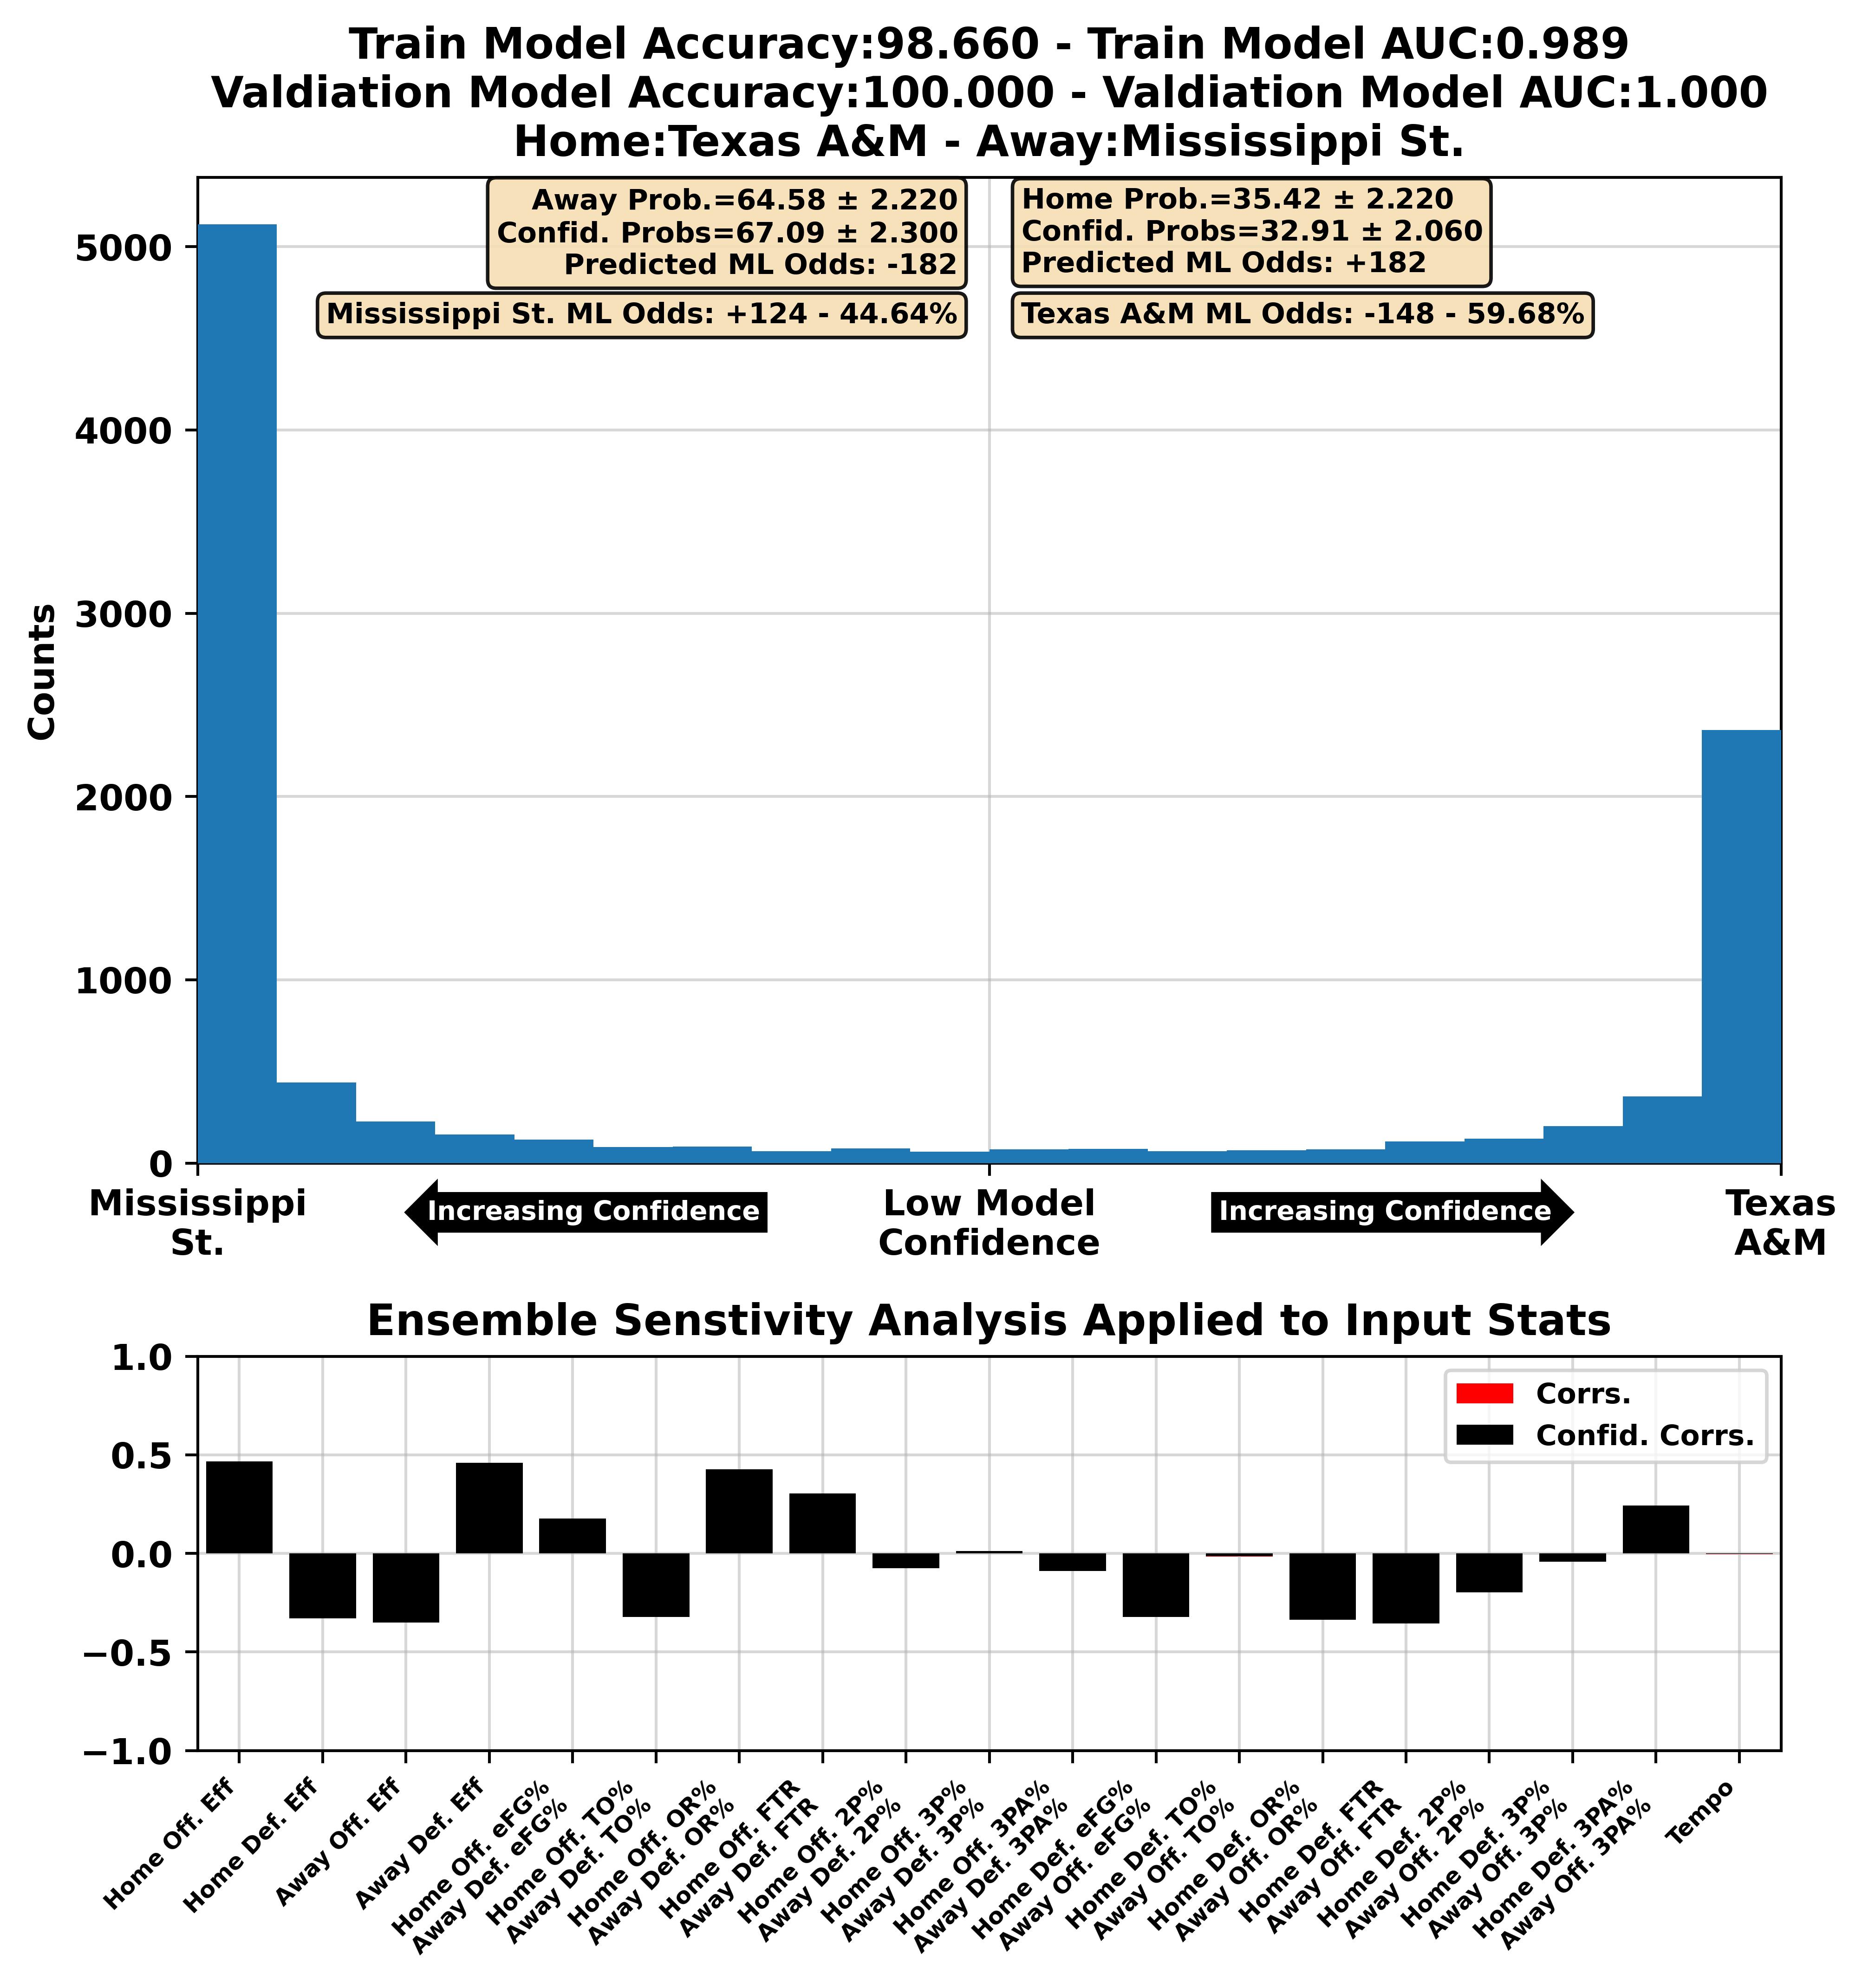 Train Model Accuracy:98.660 - Train Model AUC:0.989
Valdiation Model Accuracy:100.000 - Valdiation Model AUC:1.000
Home:Texas A&M - Away:Mississippi St.
Away Prob.=64.58 ± 2.220
Confid. Probs=67.09 ± 2.300
Predicted ML Odds: -182
Mississippi St. ML Odds: +124 - 44.64%
Home Prob.=35.42 ± 2.220
Confid. Probs=32.91 ± 2.060
Predicted ML Odds: +182
Texas A&M ML Odds: -148 - 59.68%
Counts
5000
4000
3000
2000
1000
0
Mississippi
St.
Increasing Confidence
Low Model
Confidence
Increasing Confidence
Texas
A&M
Ensemble Senstivity Analysis Applied to Input Stats
1.0
0.5
0.0
−0.5
−1.0
Corrs.
Confid. Corrs.
Home Off. Eff
Home Def. Eff
Away Off. Eff
Away Def. Eff
Home Off. eFG%
Away Def. eFG%
Home Off. TO%
Away Def. TO%
Home Off. OR%
Away Def. OR%
Home Off. FTR
Away Def. FTR
Home Off. 2P%
Away Def. 2P%
Home Off. 3P%
Away Def. 3P%
Home Off. 3PA%
Away Def. 3PA%
Home Def. eFG%
Away Off. eFG%
Home Def. TO%
Away Off. TO%
Home Def. OR%
Away Off. OR%
Home Def. FTR
Away Off. FTR
Home Def. 2P%
Away Off. 2P%
Home Def. 3P%
Away Off. 3P%
Home Def. 3PA%
Away Off. 3PA%
Tempo